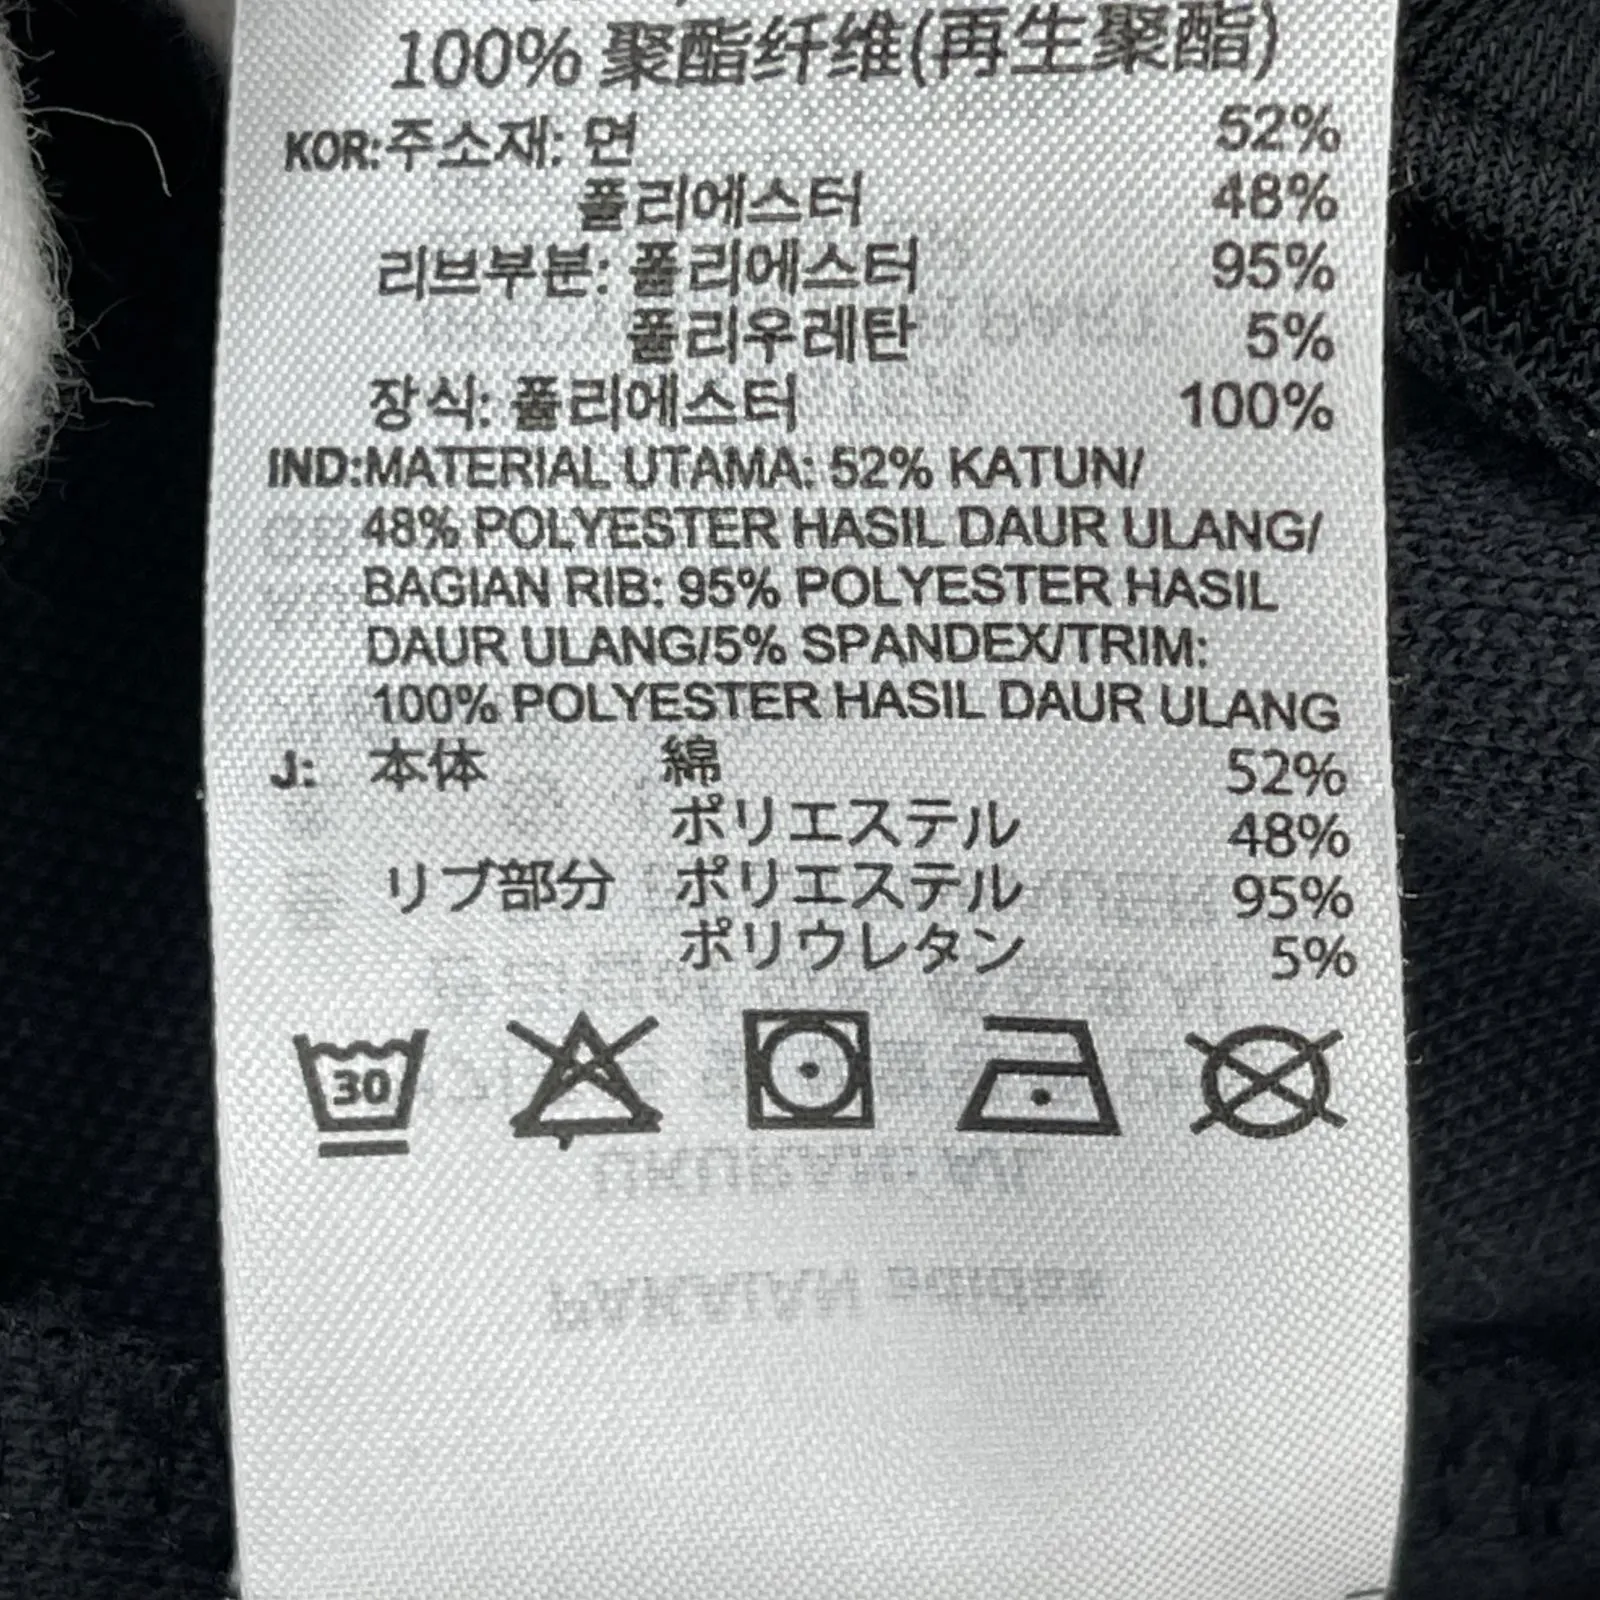 100% 聚酯纤维(再生聚酯)
KOR:주소재: 면 52%
폴리에스터 48%
리브부분: 폴리에스터 95%
폴리우레탄 5%
장식: 폴리에스터 100%
IND:MATERIAL UTAMA: 52% KATUN/
48% POLYESTER HASIL DAUR ULANG/
BAGIAN RIB: 95% POLYESTER HASIL
DAUR ULANG/5% SPANDEX/TRIM:
100% POLYESTER HASIL DAUR ULANG
J: 本体 綿 52%
ポリエステル 48%
リブ部分 ポリエステル 95%
ポリウレタン 5%
30